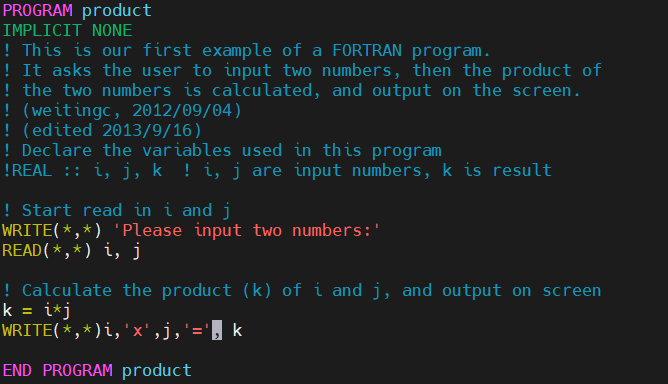 PROGRAM product
IMPLICIT NONE
! This is our first example of a FORTRAN program.
! It asks the user to input two numbers, then the product of
! the two numbers is calculated, and output on the screen.
! (weitingc, 2012/09/04)
! (edited 2013/9/16)
! Declare the variables used in this program
!REAL :: i, j, k  ! i, j are input numbers, k is result

! Start read in i and j
WRITE(*,*) 'Please input two numbers:'
READ(*,*) i, j

! Calculate the product (k) of i and j, and output on screen
k = i*j
WRITE(*,*)i,'x',j,'=', k

END PROGRAM product